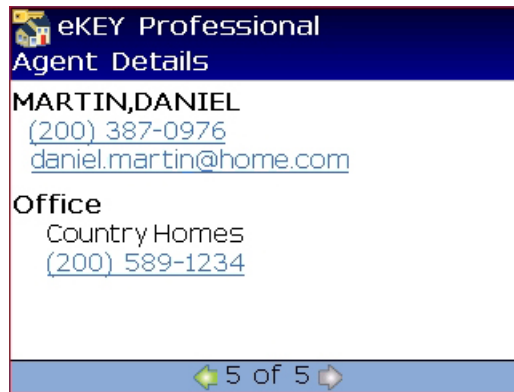 eKEY Professional
Agent Details
MARTIN,DANIEL
(200) 387-0976
daniel.martin@home.com
Office
Country Homes
(200) 589-1234
5 of 5